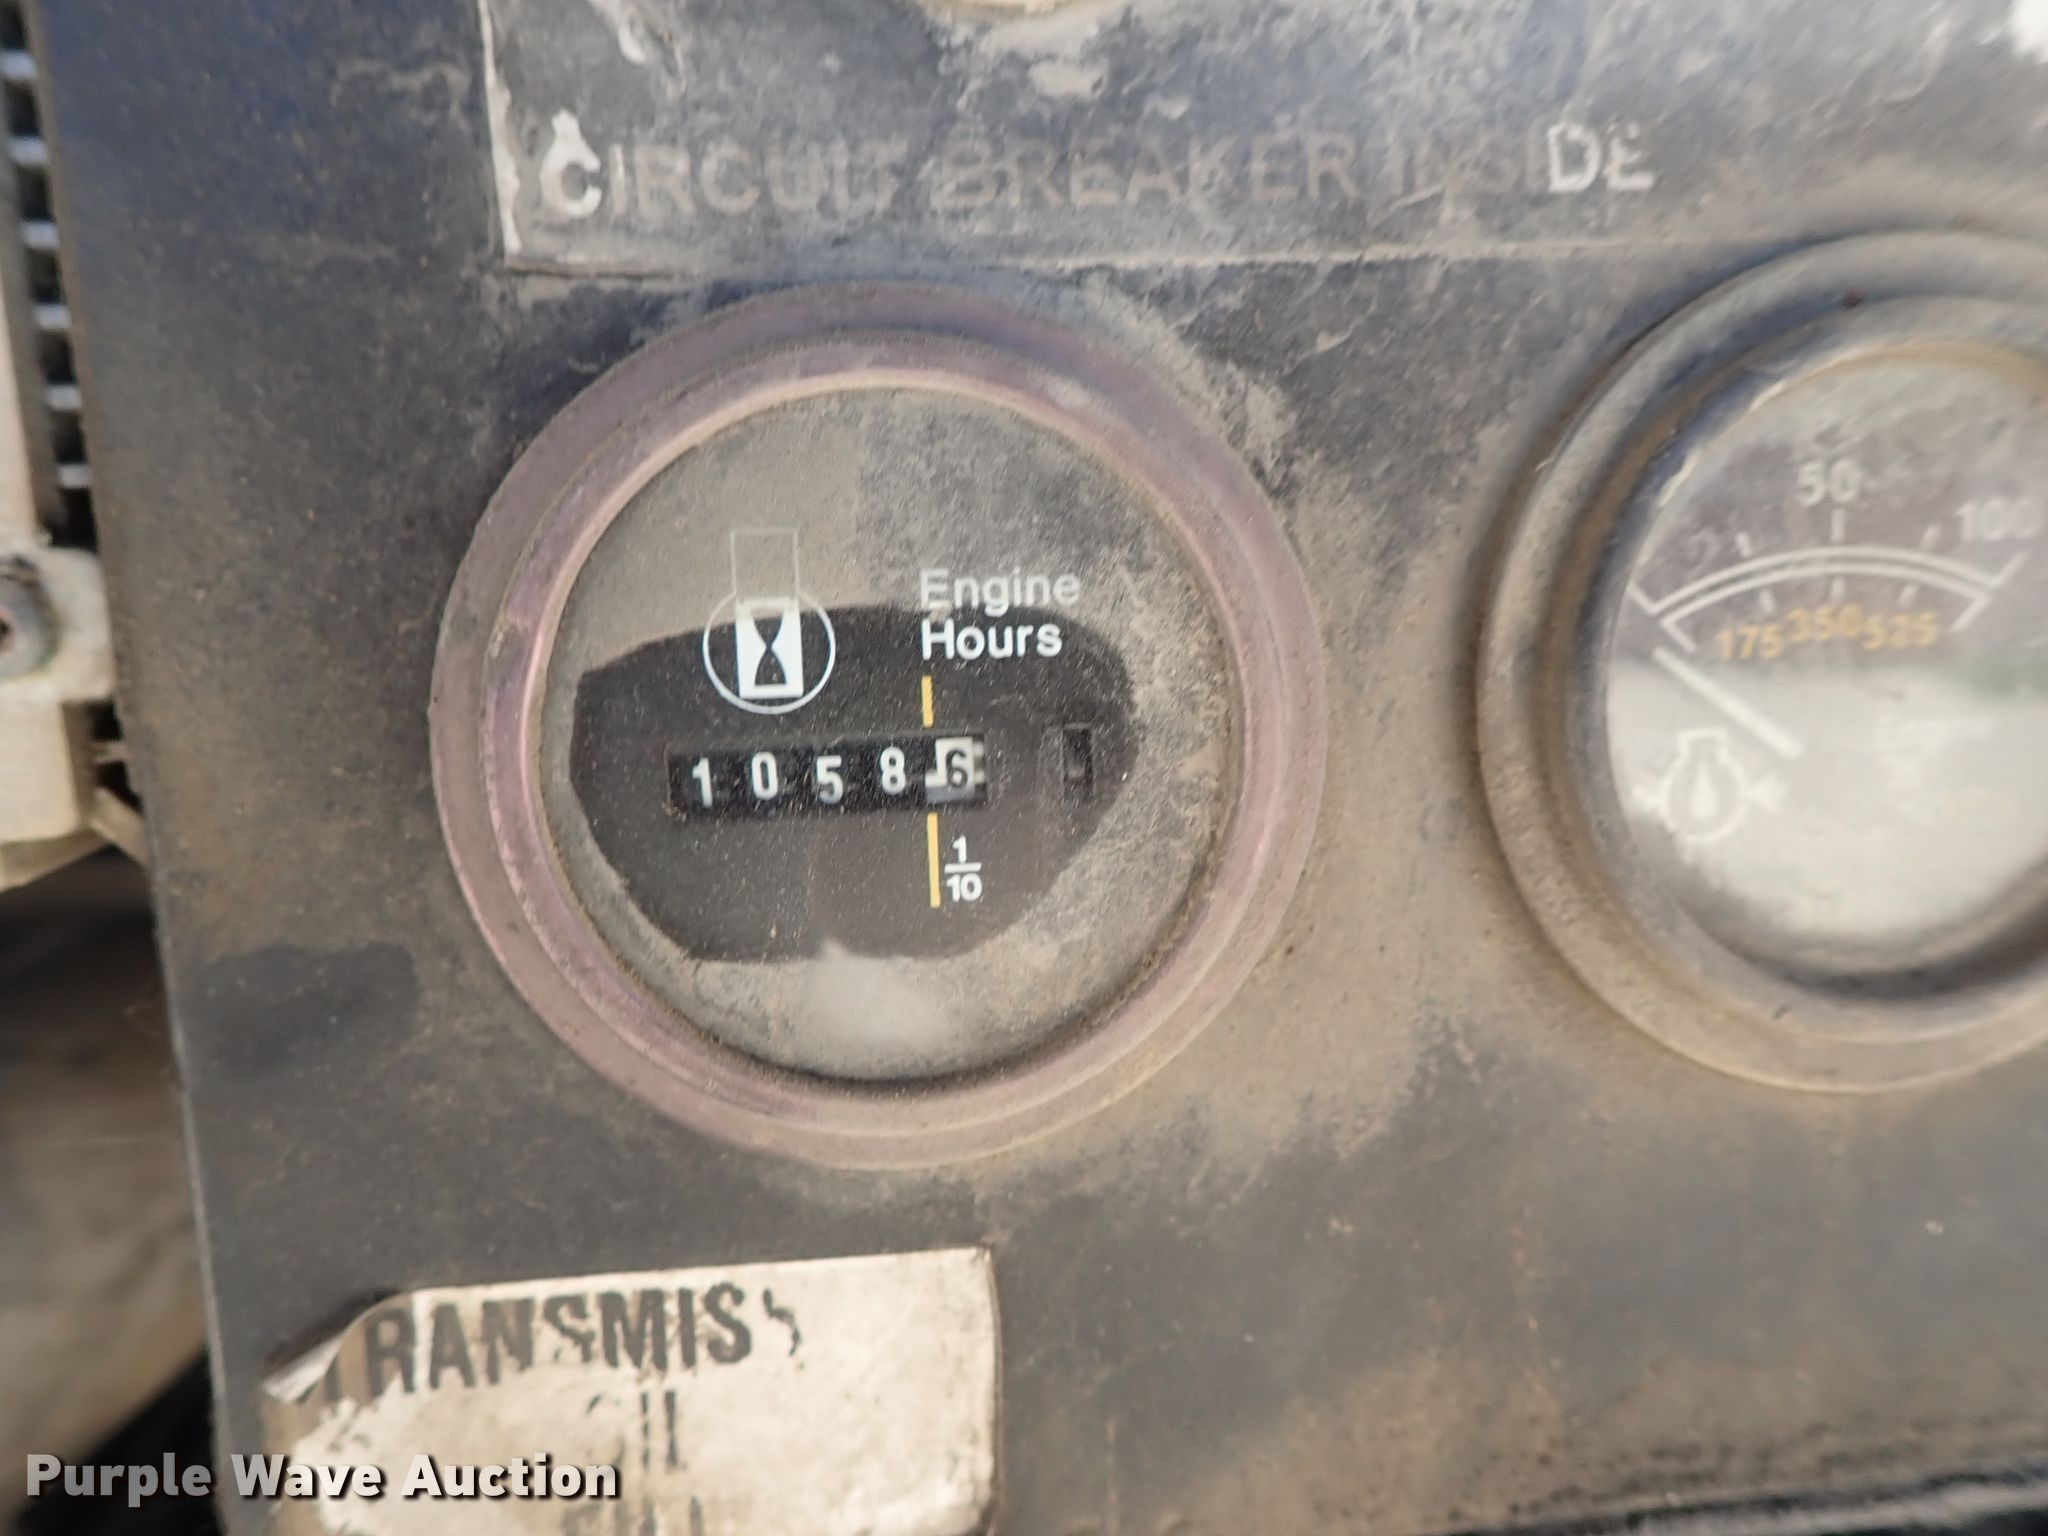 CIRCUIT BREAKER INSIDE
Engine
Hours
1 0 5 8 6
1/10
50
100
175 350 525
TRANSMIS
Purple Wave Auction